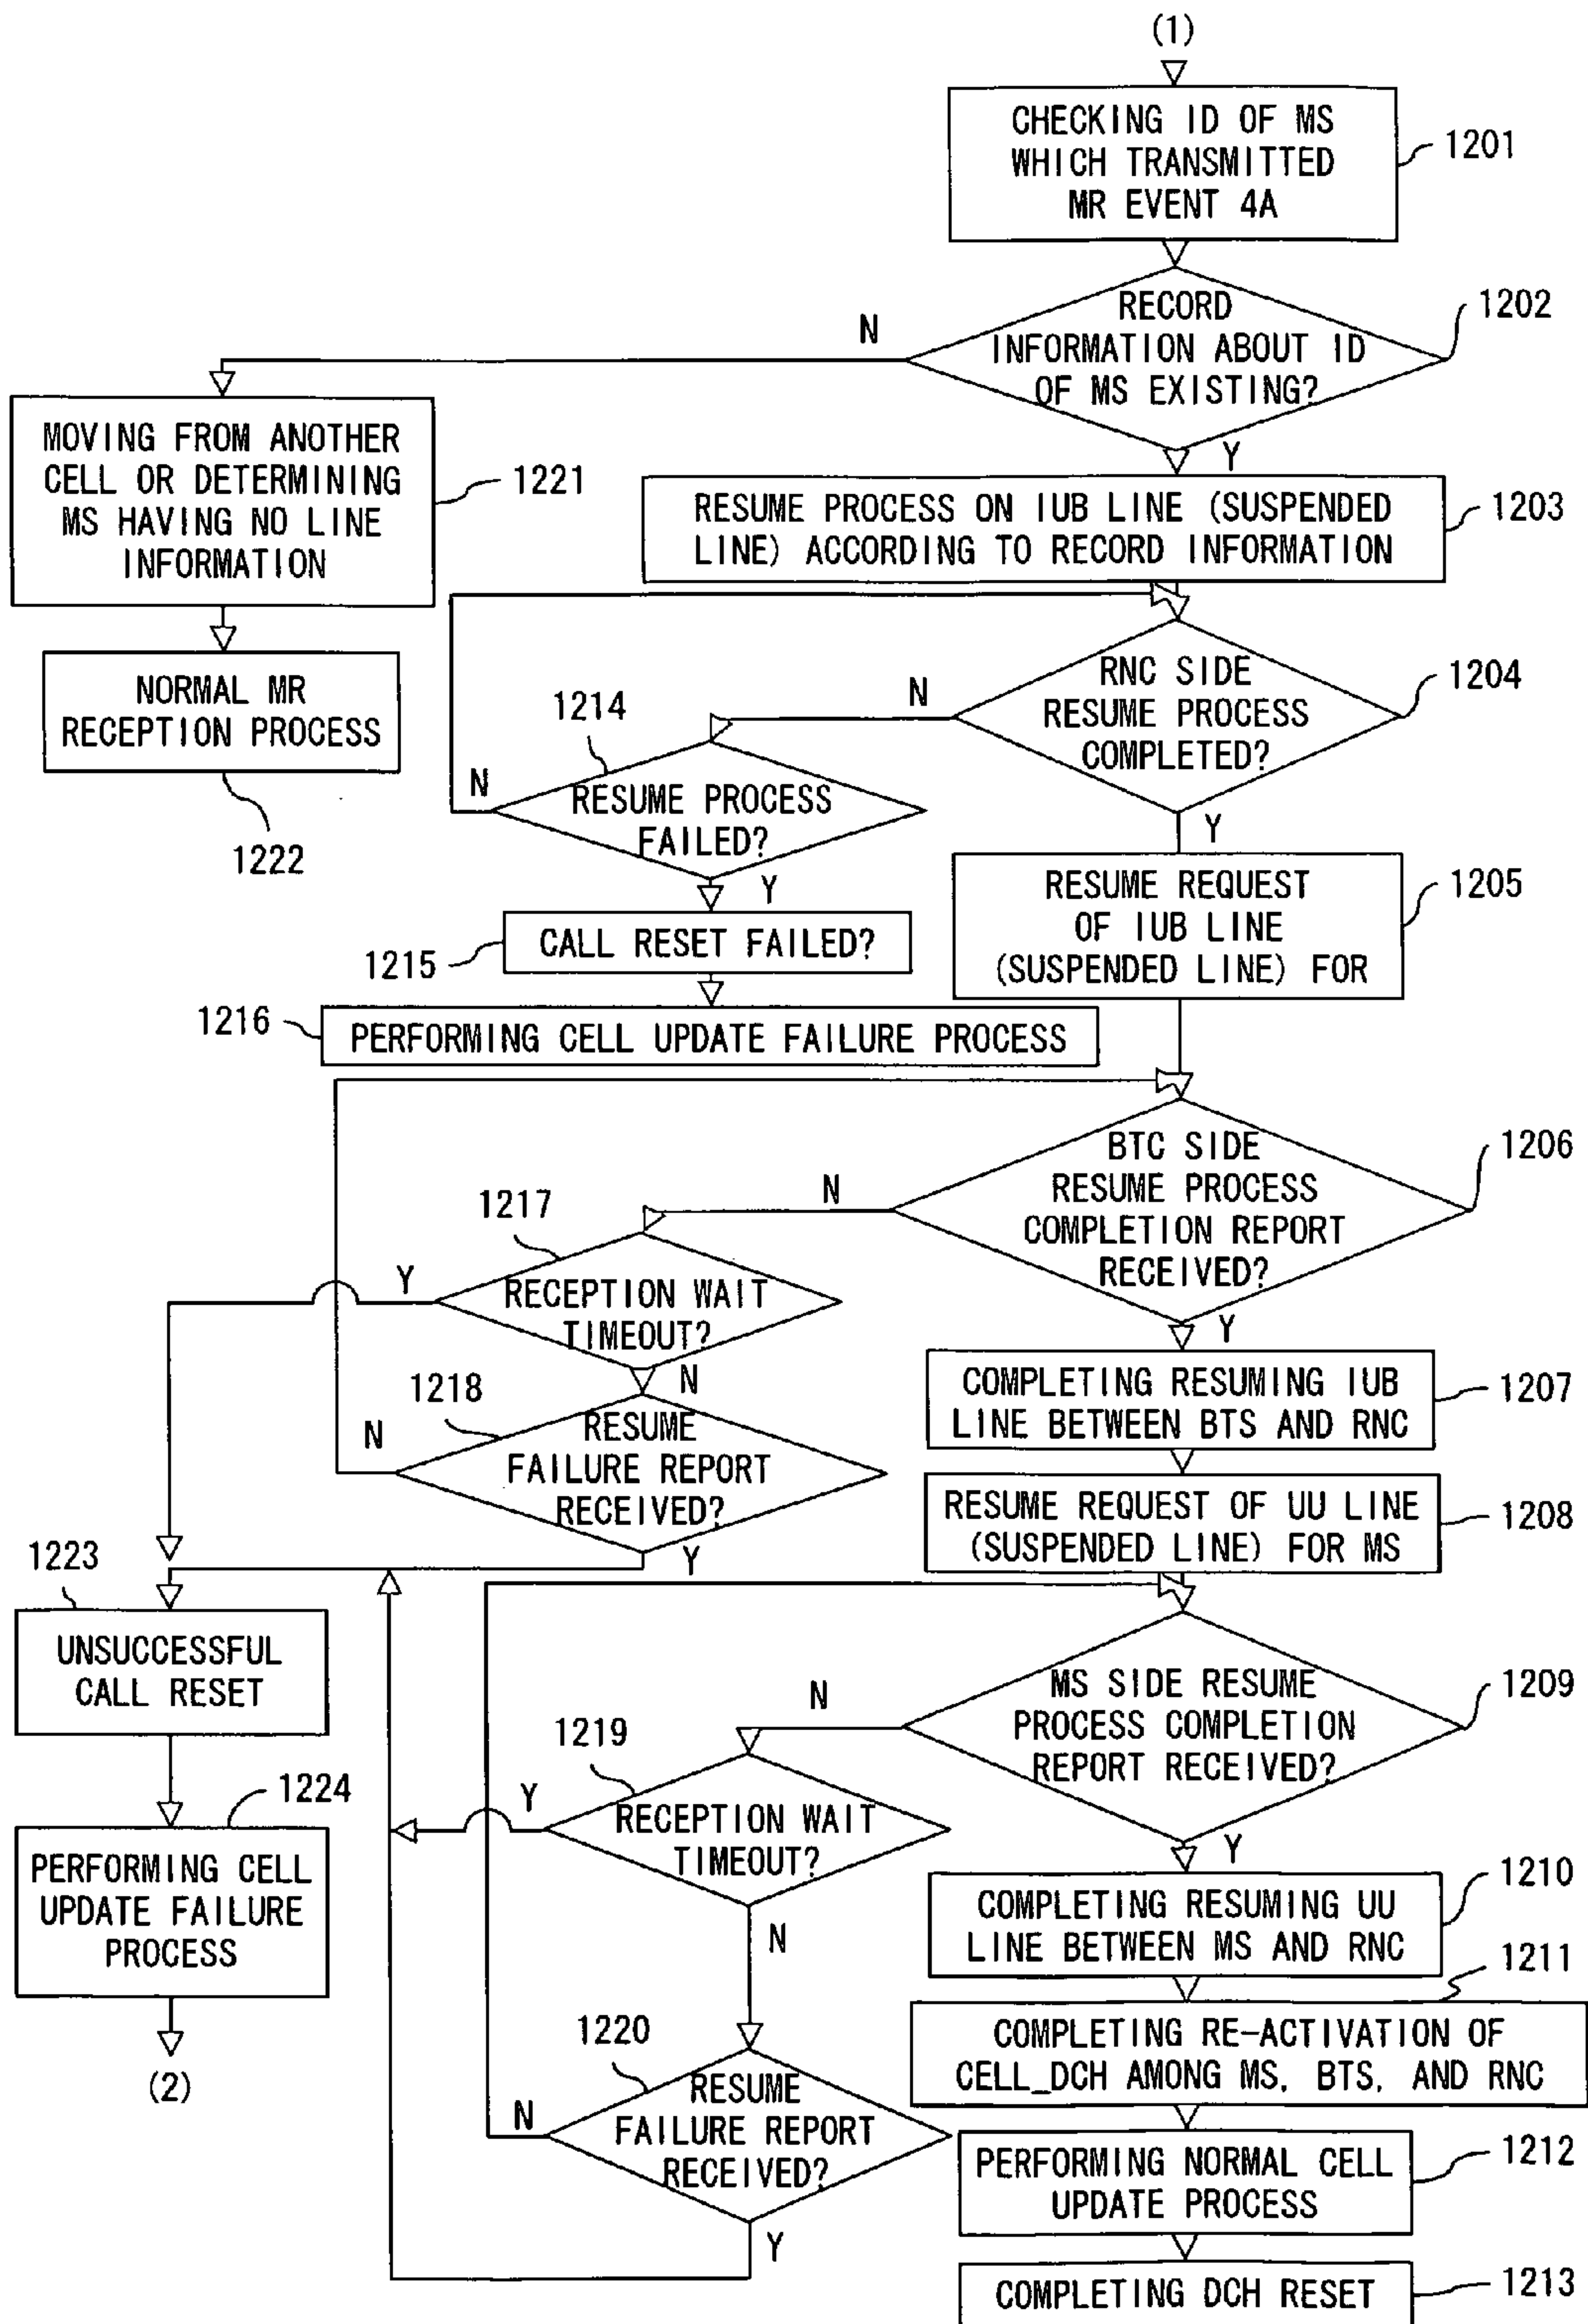 (1)
CHECKING ID OF MS
WHICH TRANSMITTED
MR EVENT 4A
1201
RECORD
INFORMATION ABOUT ID
OF MS EXISTING?
1202
N
Y
MOVING FROM ANOTHER
CELL OR DETERMINING
MS HAVING NO LINE
INFORMATION
1221
RESUME PROCESS ON IUB LINE (SUSPENDED
LINE) ACCORDING TO RECORD INFORMATION
1203
NORMAL MR
RECEPTION PROCESS
1222
RNC SIDE
RESUME PROCESS
COMPLETED?
1204
N
Y
1214
RESUME PROCESS
FAILED?
N
Y
RESUME REQUEST
OF IUB LINE
(SUSPENDED LINE) FOR
1205
CALL RESET FAILED?
1215
1216
PERFORMING CELL UPDATE FAILURE PROCESS
BTC SIDE
RESUME PROCESS
COMPLETION REPORT
RECEIVED?
1206
N
Y
1217
RECEPTION WAIT
TIMEOUT?
Y
N
1218
RESUME
FAILURE REPORT
RECEIVED?
N
Y
COMPLETING RESUMING IUB
LINE BETWEEN BTS AND RNC
1207
RESUME REQUEST OF UU LINE
(SUSPENDED LINE) FOR MS
1208
1223
UNSUCCESSFUL
CALL RESET
MS SIDE RESUME
PROCESS COMPLETION
REPORT RECEIVED?
1209
N
Y
1219
RECEPTION WAIT
TIMEOUT?
Y
N
1224
PERFORMING CELL
UPDATE FAILURE
PROCESS
(2)
COMPLETING RESUMING UU
LINE BETWEEN MS AND RNC
1210
1211
COMPLETING RE-ACTIVATION OF
CELL_DCH AMONG MS, BTS, AND RNC
1220
RESUME
FAILURE REPORT
RECEIVED?
N
Y
PERFORMING NORMAL CELL
UPDATE PROCESS
1212
COMPLETING DCH RESET
1213